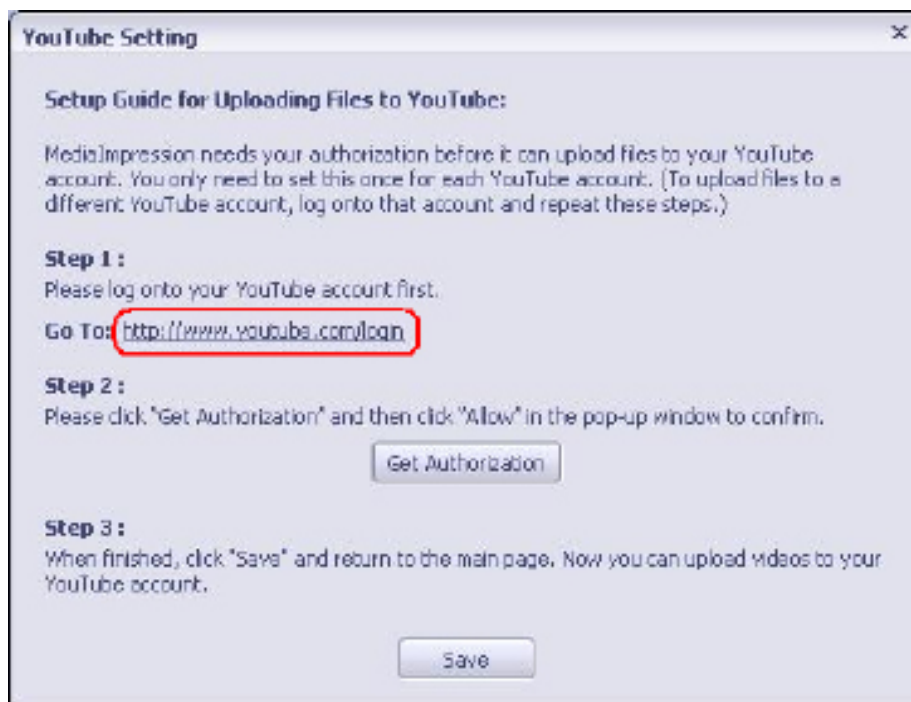 YouTube Setting
Setup Guide for Uploading Files to YouTube:
MediaImpression needs your authorization before it can upload files to your YouTube
account. You only need to set this once for each YouTube account. (To upload files to a
different YouTube account, log onto that account and repeat these steps.)
Step 1:
Please log onto your YouTube account first.
Go To: http://www.youtube.com/login
Step 2:
Please click "Get Authorization" and then click "Allow" in the pop-up window to confirm.
Get Authorization
Step 3:
When finished, click "Save" and return to the main page. Now you can upload videos to your
YouTube account.
Save